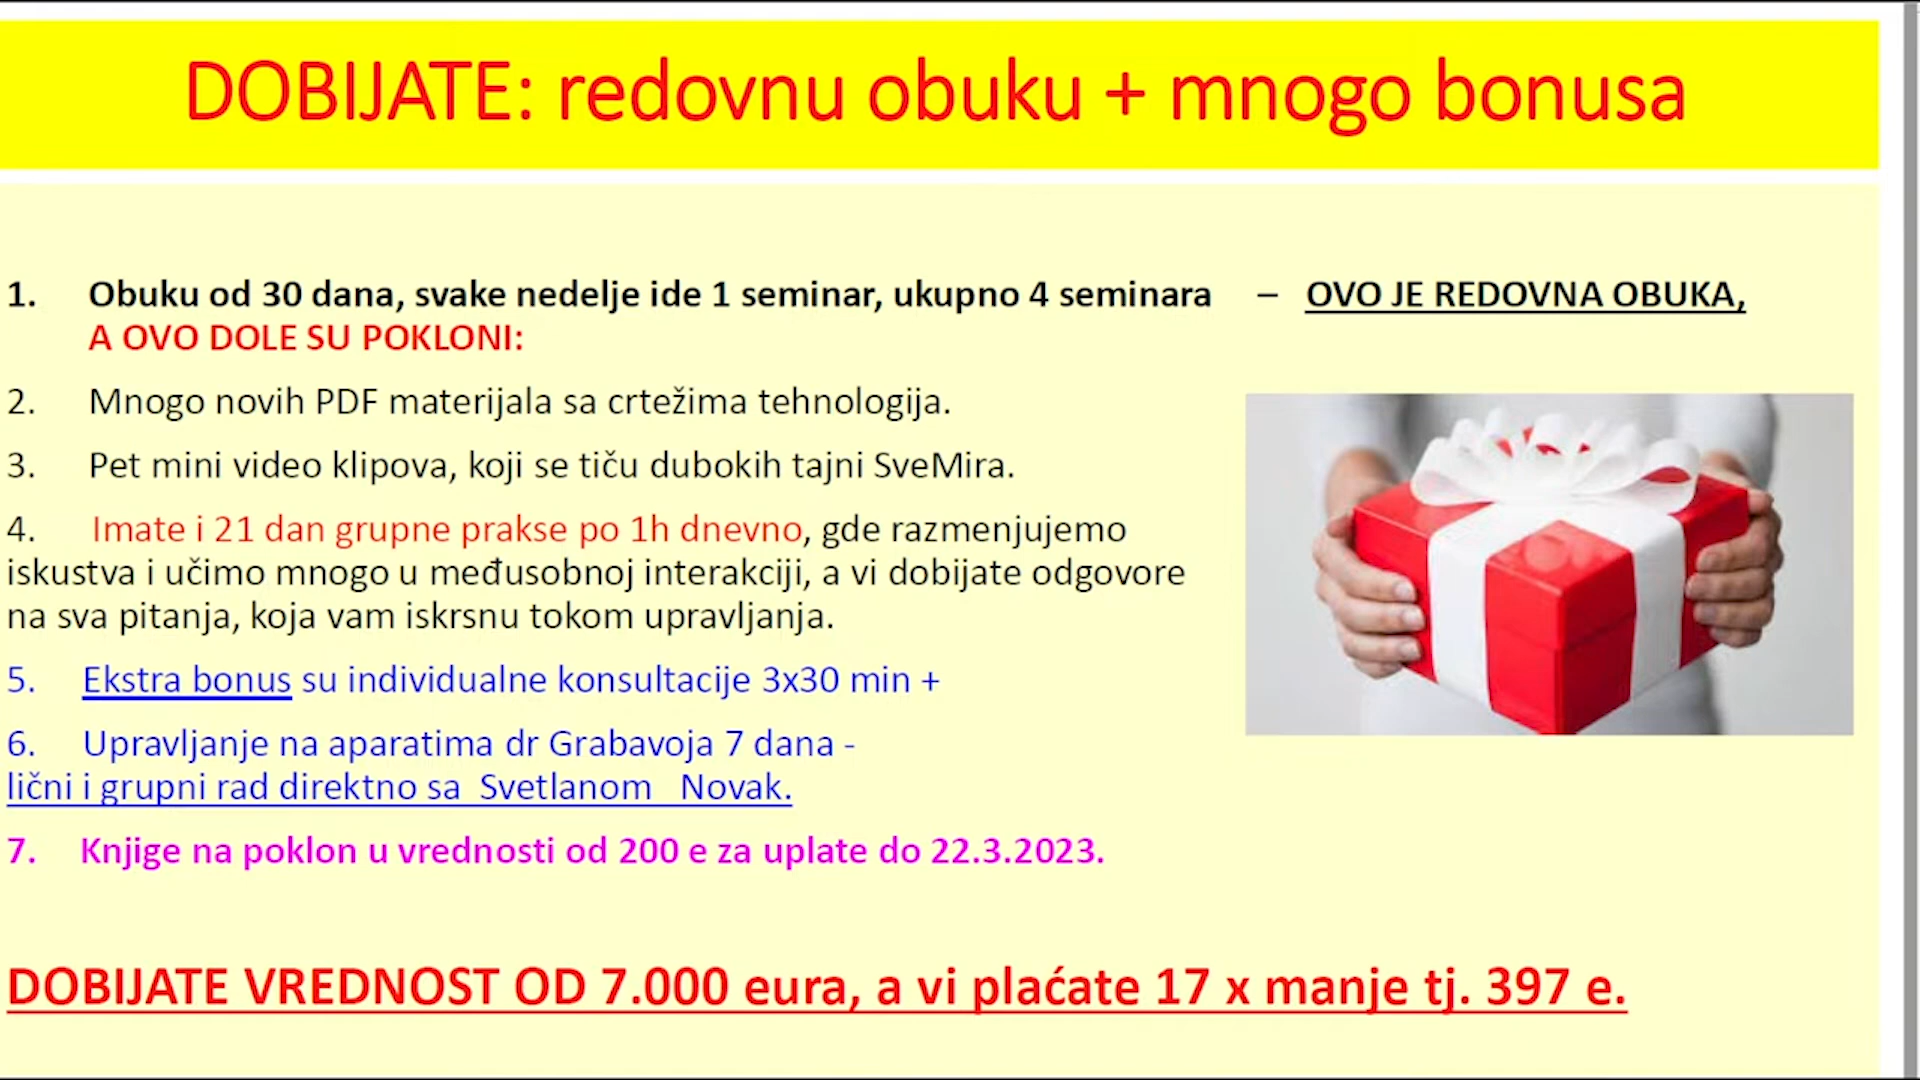 DOBIJATE: redovnu obuku + mnogo bonusa
1. Obuku od 30 dana, svake nedelje ide 1 seminar, ukupno 4 seminara – OVO JE REDOVNA OBUKA,
A OVO DOLE SU POKLONI:
2. Mnogo novih PDF materijala sa crtežima tehnologija.
3. Pet mini video klipova, koji se tiču dubokih tajni SveMira.
4. Imate i 21 dan grupne prakse po 1h dnevno, gde razmenjujemo
iskustva i učimo mnogo u međusobnoj interakciji, a vi dobijate odgovore
na sva pitanja, koja vam iskrsnu tokom upravljanja.
5. Ekstra bonus su individualne konsultacije 3x30 min +
6. Upravljanje na aparatima dr Grabavoja 7 dana -
lični i grupni rad direktno sa Svetlanom Novak.
7. Knjige na poklon u vrednosti od 200 e za uplate do 22.3.2023.
DOBIJATE VREDNOST OD 7.000 eura, a vi plaćate 17 x manje tj. 397 e.